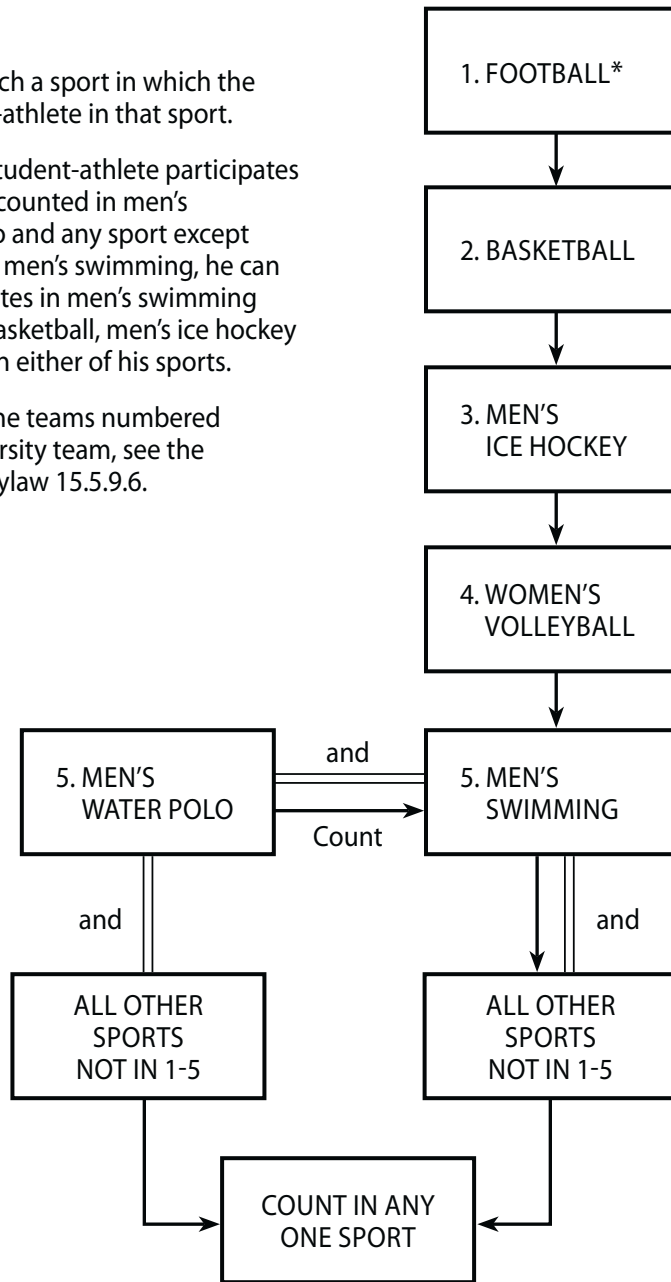 ch a sport in which the
-athlete in that sport.
tudent-athlete participates
counted in men's
o and any sport except
men's swimming, he can
tes in men's swimming
asketball, men's ice hockey
n either of his sports.
he teams numbered
rsity team, see the
ylaw 15.5.9.6.
1. FOOTBALL*
2. BASKETBALL
3. MEN'S
ICE HOCKEY
4. WOMEN'S
VOLLEYBALL
5. MEN'S
WATER POLO
and
Count
5. MEN'S
SWIMMING
and
and
ALL OTHER
SPORTS
NOT IN 1-5
ALL OTHER
SPORTS
NOT IN 1-5
COUNT IN ANY
ONE SPORT